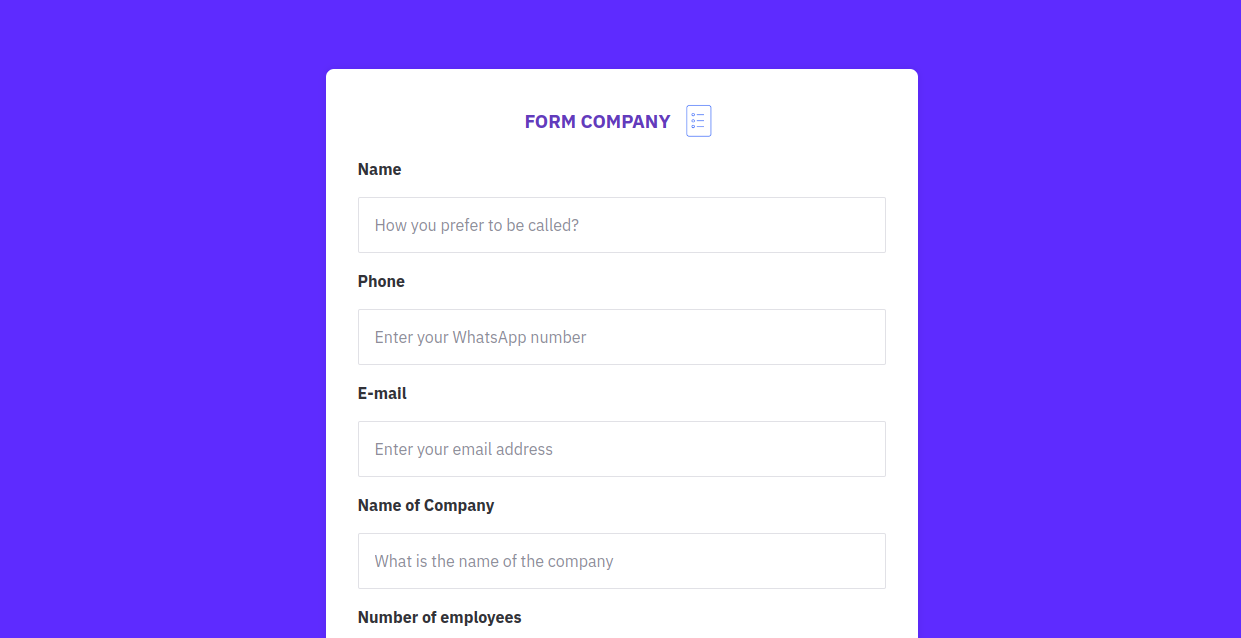 FORM COMPANY
Name
How you prefer to be called?
Phone
Enter your WhatsApp number
E-mail
Enter your email address
Name of Company
What is the name of the company
Number of employees